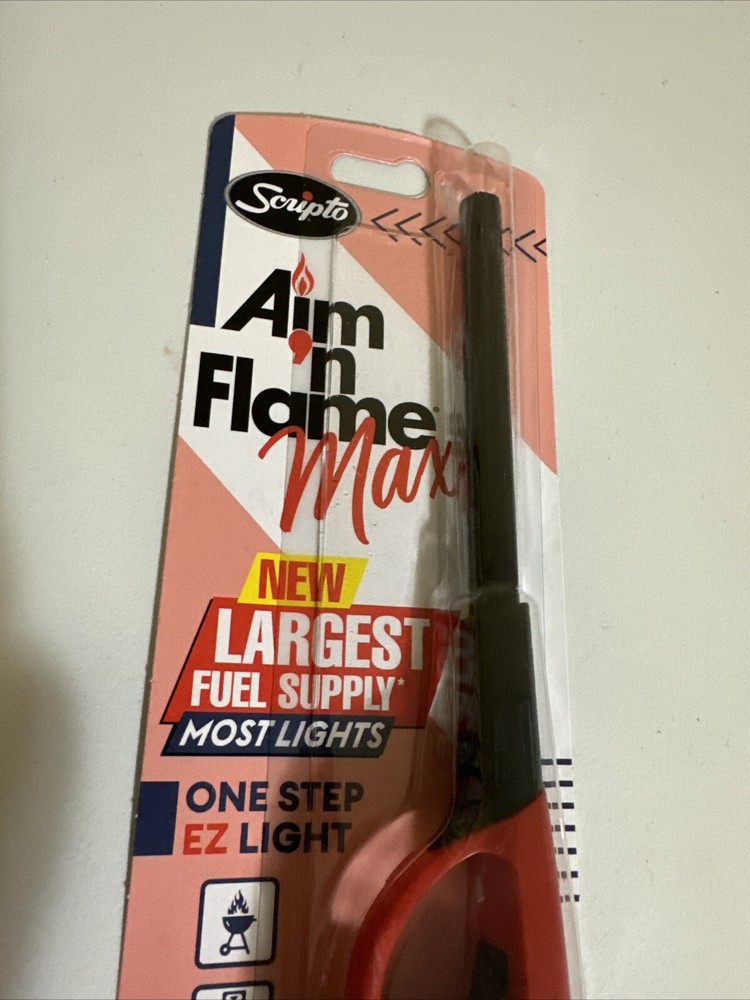 Scripto
Aim
'n
Flame
Max
NEW
LARGEST
FUEL SUPPLY*
MOST LIGHTS
ONE STEP
EZ LIGHT